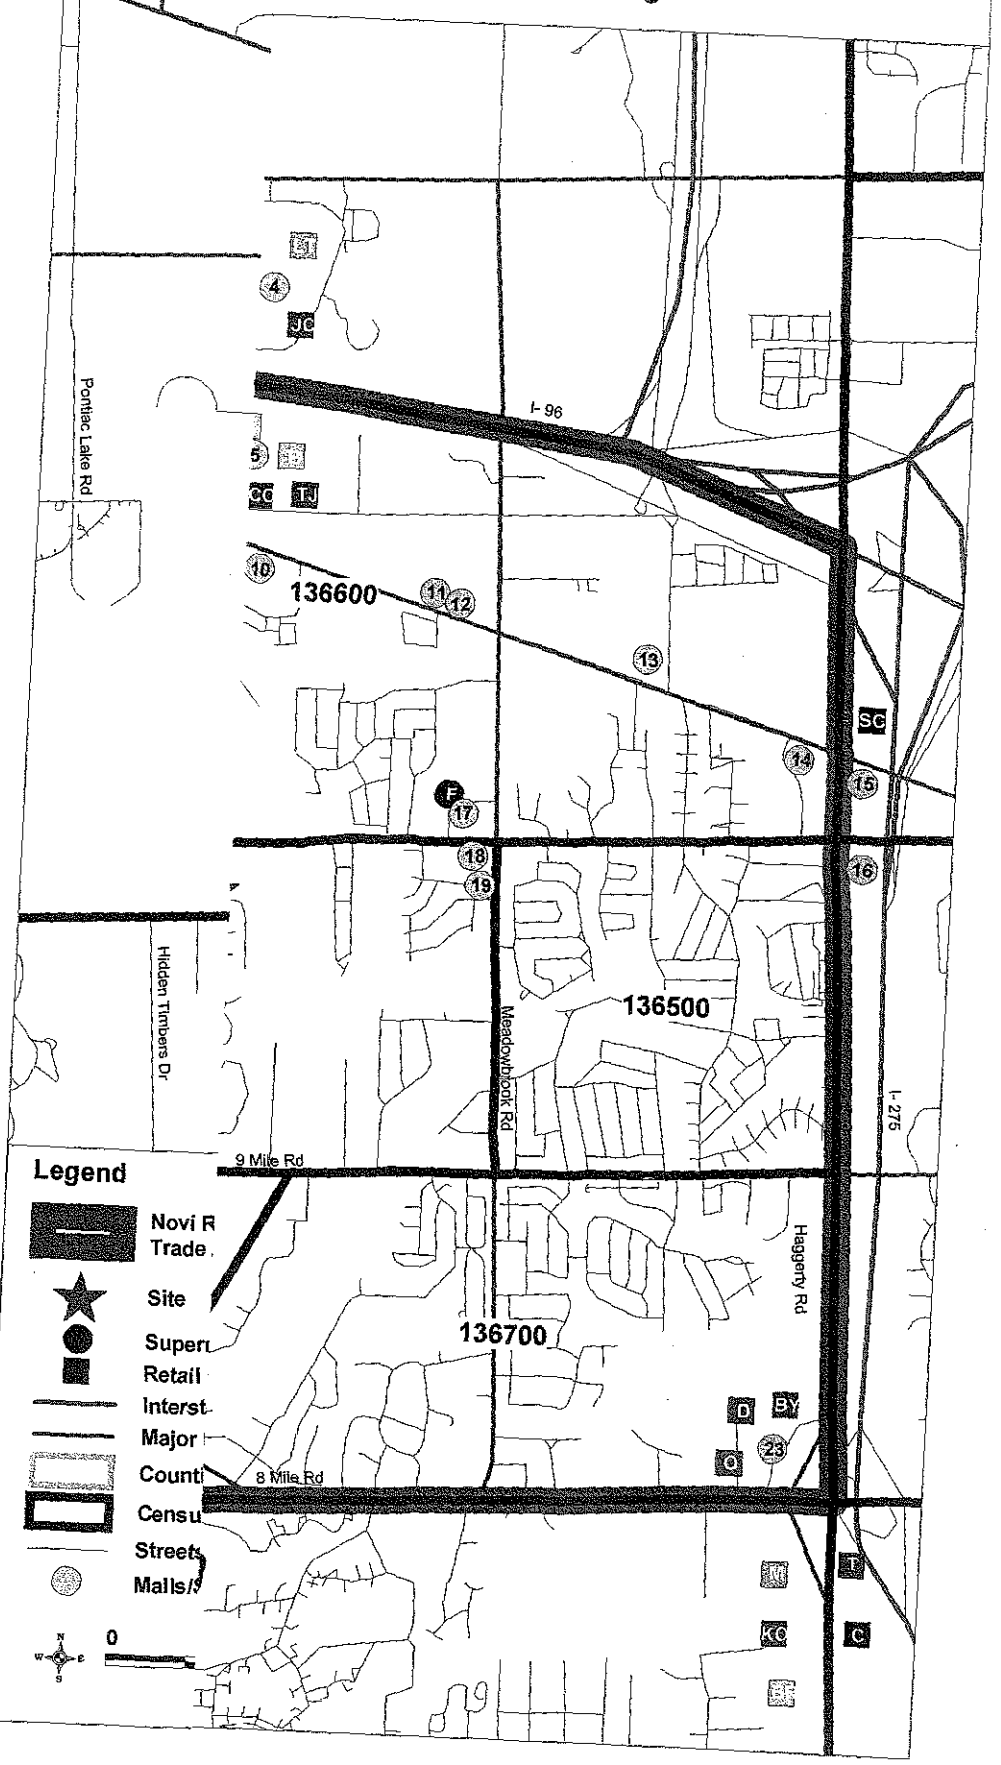 4
JC
Pontiac Lake Rd
I- 96
5
CC
TJ
10
136600
11
12
13
SC
14
15
F
17
18
16
19
Hidden Timbers Dr
136500
Meadowbrook Rd
I- 275
9 Mile Rd
Legend
Novi R
Trade
Site
Super
Retail
Interst
Major
Counti
Censu
Streets
Malls/S
Haggerty Rd
136700
D
BY
O
23
8 Mile Rd
T
KO
C
N
W
E
S
0